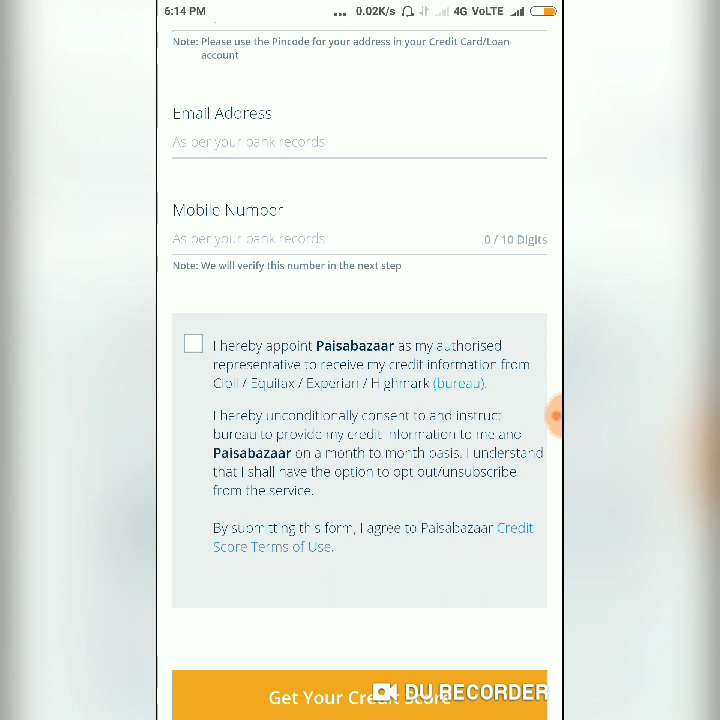 6:14 PM ... 0.02K/s 4G VoLTE
Note: Please use the Pincode for your address in your Credit Card/Loan
account
Email Address
As per your bank records
Mobile Number
As per your bank records 0 / 10 Digits
Note: We will verify this number in the next step
I hereby appoint Paisabazaar as my authorised
representative to receive my credit information from
Cibil / Equifax / Experian / Highmark (bureau).
I hereby unconditionally consent to and instruct
bureau to provide my credit information to me and
Paisabazaar on a month to month basis. I understand
that I shall have the option to opt out/unsubscribe
from the service.
By submitting this form, I agree to Paisabazaar Credit
Score Terms of Use.
Get Your Credit Score
DU RECORDER